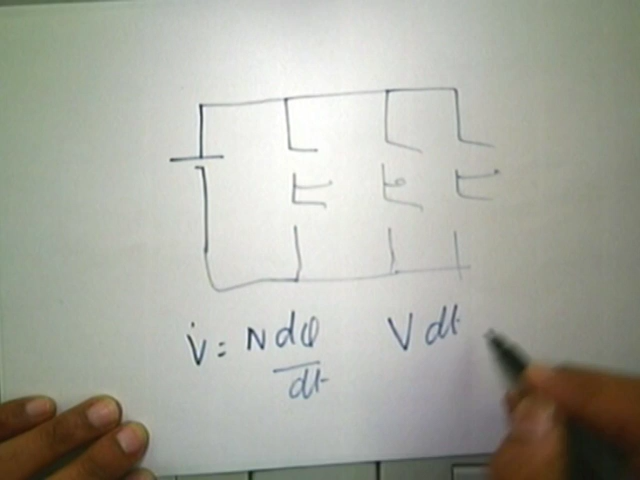 V = N dφ/dt V dt